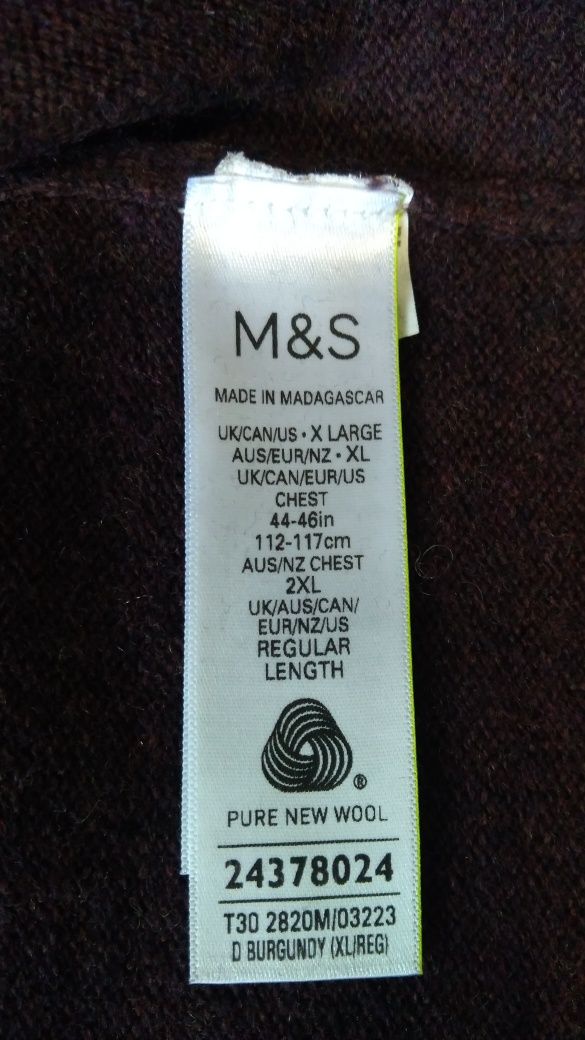 M&S
MADE IN MADAGASCAR
UK/CAN/US • X LARGE
AUS/EUR/NZ • XL
UK/CAN/EUR/US
CHEST
44-46in
112-117cm
AUS/NZ CHEST
2XL
UK/AUS/CAN/
EUR/NZ/US
REGULAR
LENGTH
®
PURE NEW WOOL
24378024
T30 2820M/03223
D BURGUNDY (XL/REG)